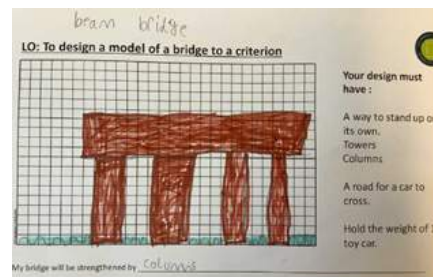 beam bridge
LO: To design a model of a bridge to a criterion
Your design must
have :
A way to stand up o
its own.
Towers
Columns
A road for a car to
cross.
Hold the weight of
toy car.
My bridge will be strengthened by colums